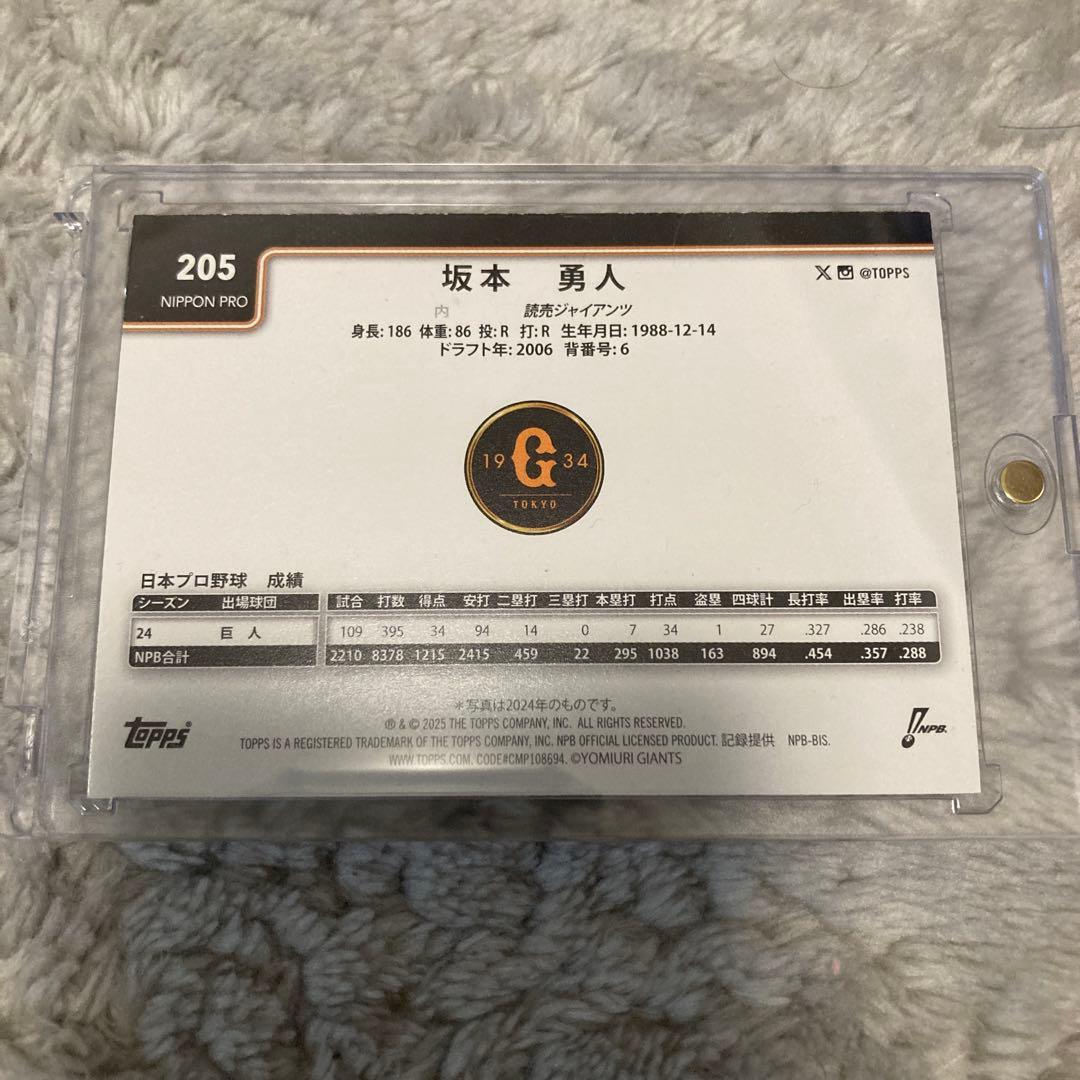 205
NIPPON PRO
坂本 勇人
@TOPPS
内 読売ジャイアンツ
身長: 186 体重: 86 投: R 打: R 生年月日: 1988-12-14
ドラフト年: 2006 背番号: 6
19 G 34
TOKYO
日本プロ野球 成績
シーズン 出場球団 試合 打数 得点 安打 二塁打 三塁打 本塁打 打点 盗塁 四球計 長打率 出塁率 打率
24 巨人 109 395 34 94 14 0 7 34 1 27 .327 .286 .238
NPB合計 2210 8378 1215 2415 459 22 295 1038 163 894 .454 .357 .288
*写真は2024年のものです。
® & © 2025 THE TOPPS COMPANY, INC. ALL RIGHTS RESERVED.
TOPPS IS A REGISTERED TRADEMARK OF THE TOPPS COMPANY, INC. NPB OFFICIAL LICENSED PRODUCT. 記録提供 NPB-BIS.
WWW.TOPPS.COM. CODE#CMP108694. ©YOMIURI GIANTS
Topps®
NPB®